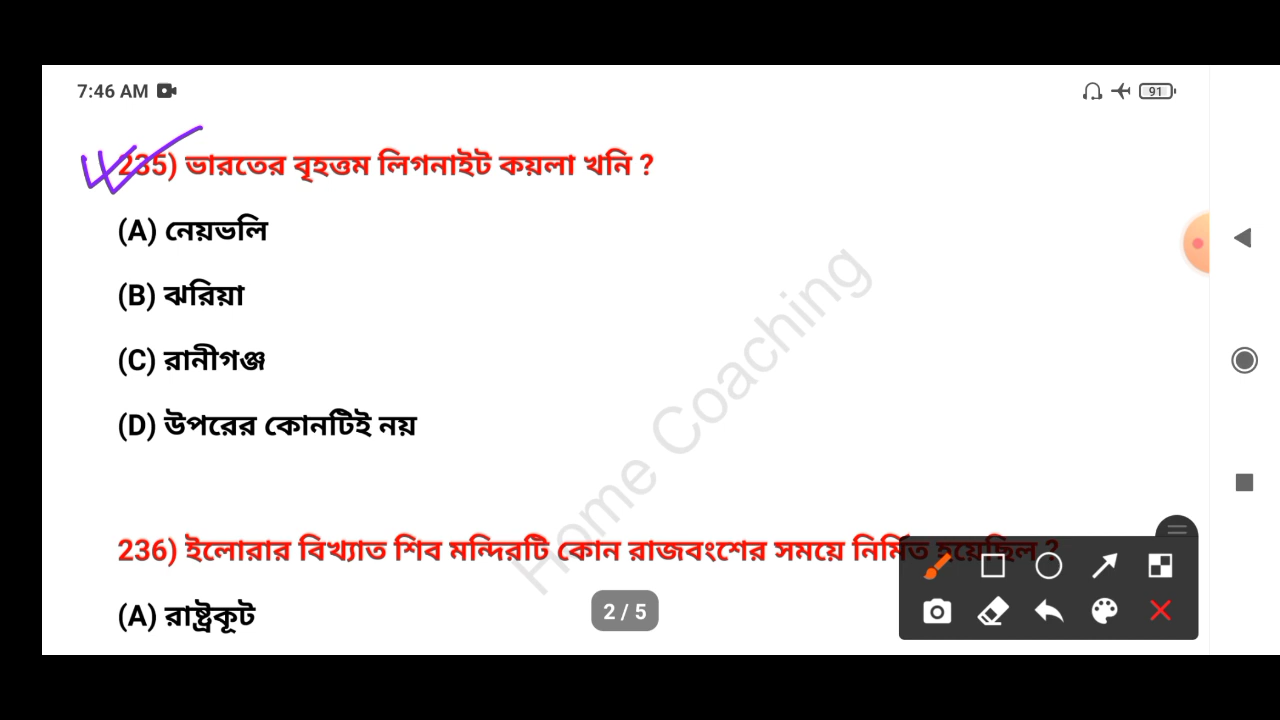 7:46 AM
91
235) ভারতের বৃহত্তম লিগনাইট কয়লা খনি ?
(A) নেয়ভলি
(B) ঝরিয়া
(C) রানীগঞ্জ
(D) উপরের কোনটিই নয়
Home Coaching
236) ইলোরার বিখ্যাত শিব মন্দিরটি কোন রাজবংশের সময়ে নির্মিত হয়েছিল ?
(A) রাষ্ট্রকূট
2 / 5